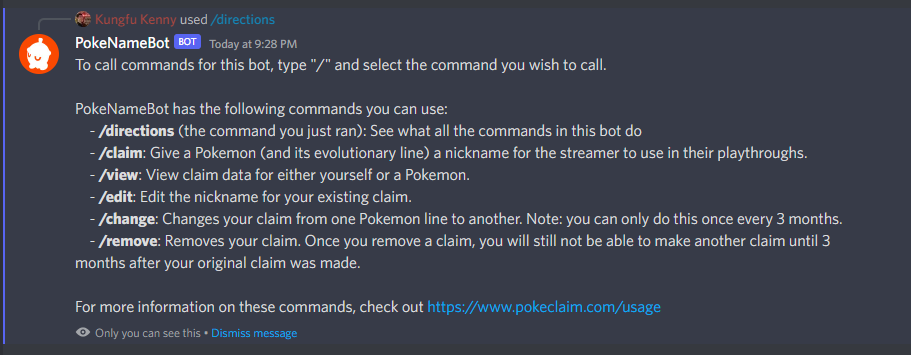 Kungfu Kenny used /directions
PokeNameBot BOT Today at 9:28 PM
To call commands for this bot, type "/" and select the command you wish to call.
PokeNameBot has the following commands you can use:
- /directions (the command you just ran): See what all the commands in this bot do
- /claim: Give a Pokemon (and its evolutionary line) a nickname for the streamer to use in their playthroughs.
- /view: View claim data for either yourself or a Pokemon.
- /edit: Edit the nickname for your existing claim.
- /change: Changes your claim from one Pokemon line to another. Note: you can only do this once every 3 months.
- /remove: Removes your claim. Once you remove a claim, you will still not be able to make another claim until 3
months after your original claim was made.
For more information on these commands, check out https://www.pokeclaim.com/usage
Only you can see this • Dismiss message